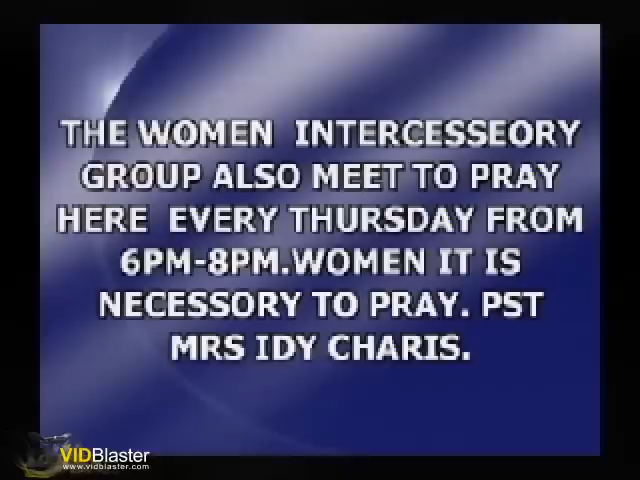 THE WOMEN INTERCESSEORY
GROUP ALSO MEET TO PRAY
HERE EVERY THURSDAY FROM
6PM-8PM.WOMEN IT IS
NECESSORY TO PRAY. PST
MRS IDY CHARIS.
VIDBlaster
www.vidblaster.com